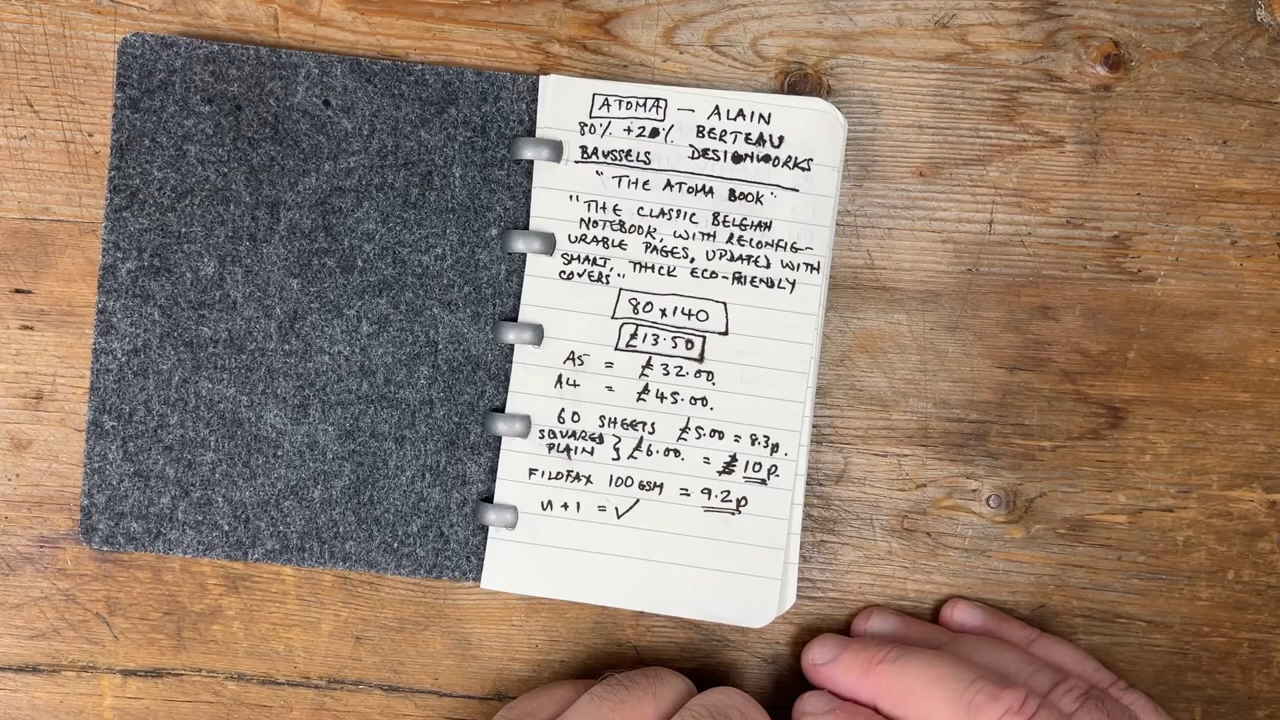 ATOMA — ALAIN
80% +20% BERTEAU
BRUSSELS DESIGNWORKS
"THE ATOMA BOOK"
"THE CLASSIC BELGIAN
NOTEBOOK, WITH RECONFIG-
URABLE PAGES, UPDATED WITH
SMART, THICK ECO-FRIENDLY
COVERS"
80x140
£13.50
A5 = £32.00.
A4 = £45.00.
60 SHEETS £5.00 = 8.3p.
SQUARED
PLAIN } £6.00. = £ 10p.
FILOFAX 100GSM = 9.2p
n+1 = ✓